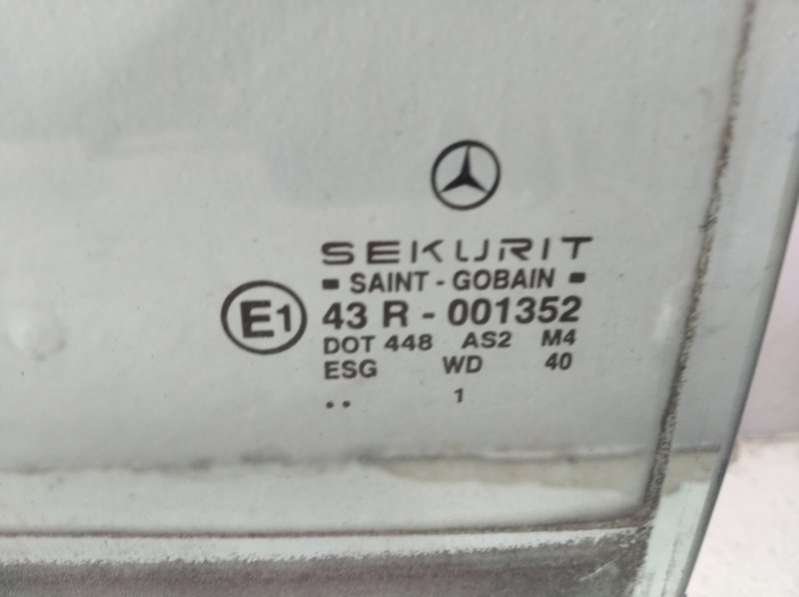 SEKURIT
SAINT - GOBAIN
E1 43 R - 001352
DOT 448 AS2 M4
ESG WD 40
.. 1